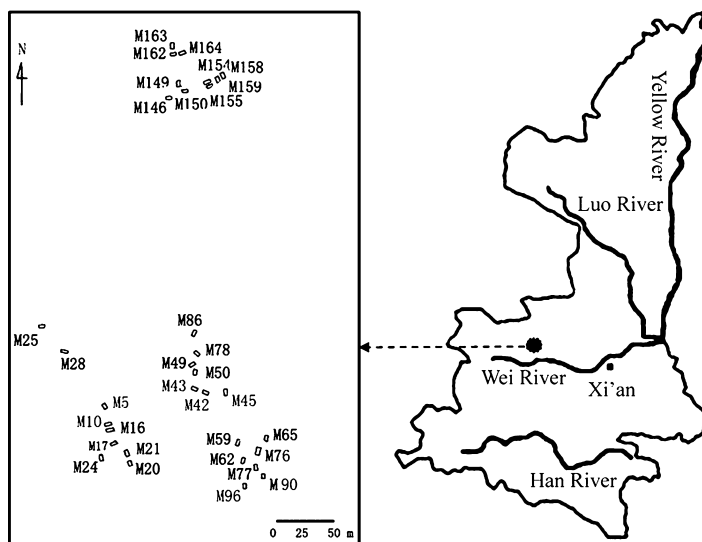 N
M163
M162 M164
M154
M158
M149
M159
M146 M150 M155
M86
M25
M28
M78
M49
M50
M43
M42
M45
M5
M10
M16
M17
M21
M24
M20
M59
M65
M62
M76
M77
M90
M96
0 25 50 m
Yellow River
Luo River
Wei River
Xi'an
Han River